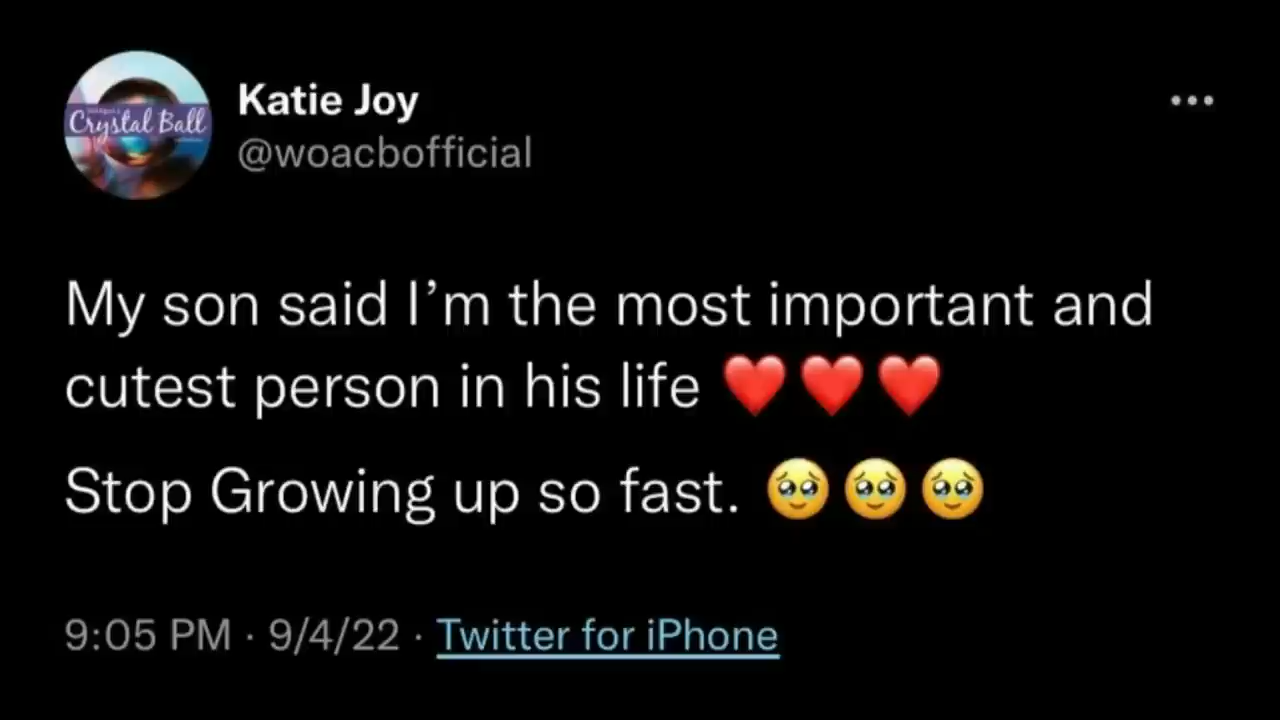 Crystal Ball
Katie Joy
@woacbofficial
My son said I’m the most important and
cutest person in his life ❤️❤️❤️
Stop Growing up so fast. 🥹🥹🥹
9:05 PM · 9/4/22 · Twitter for iPhone